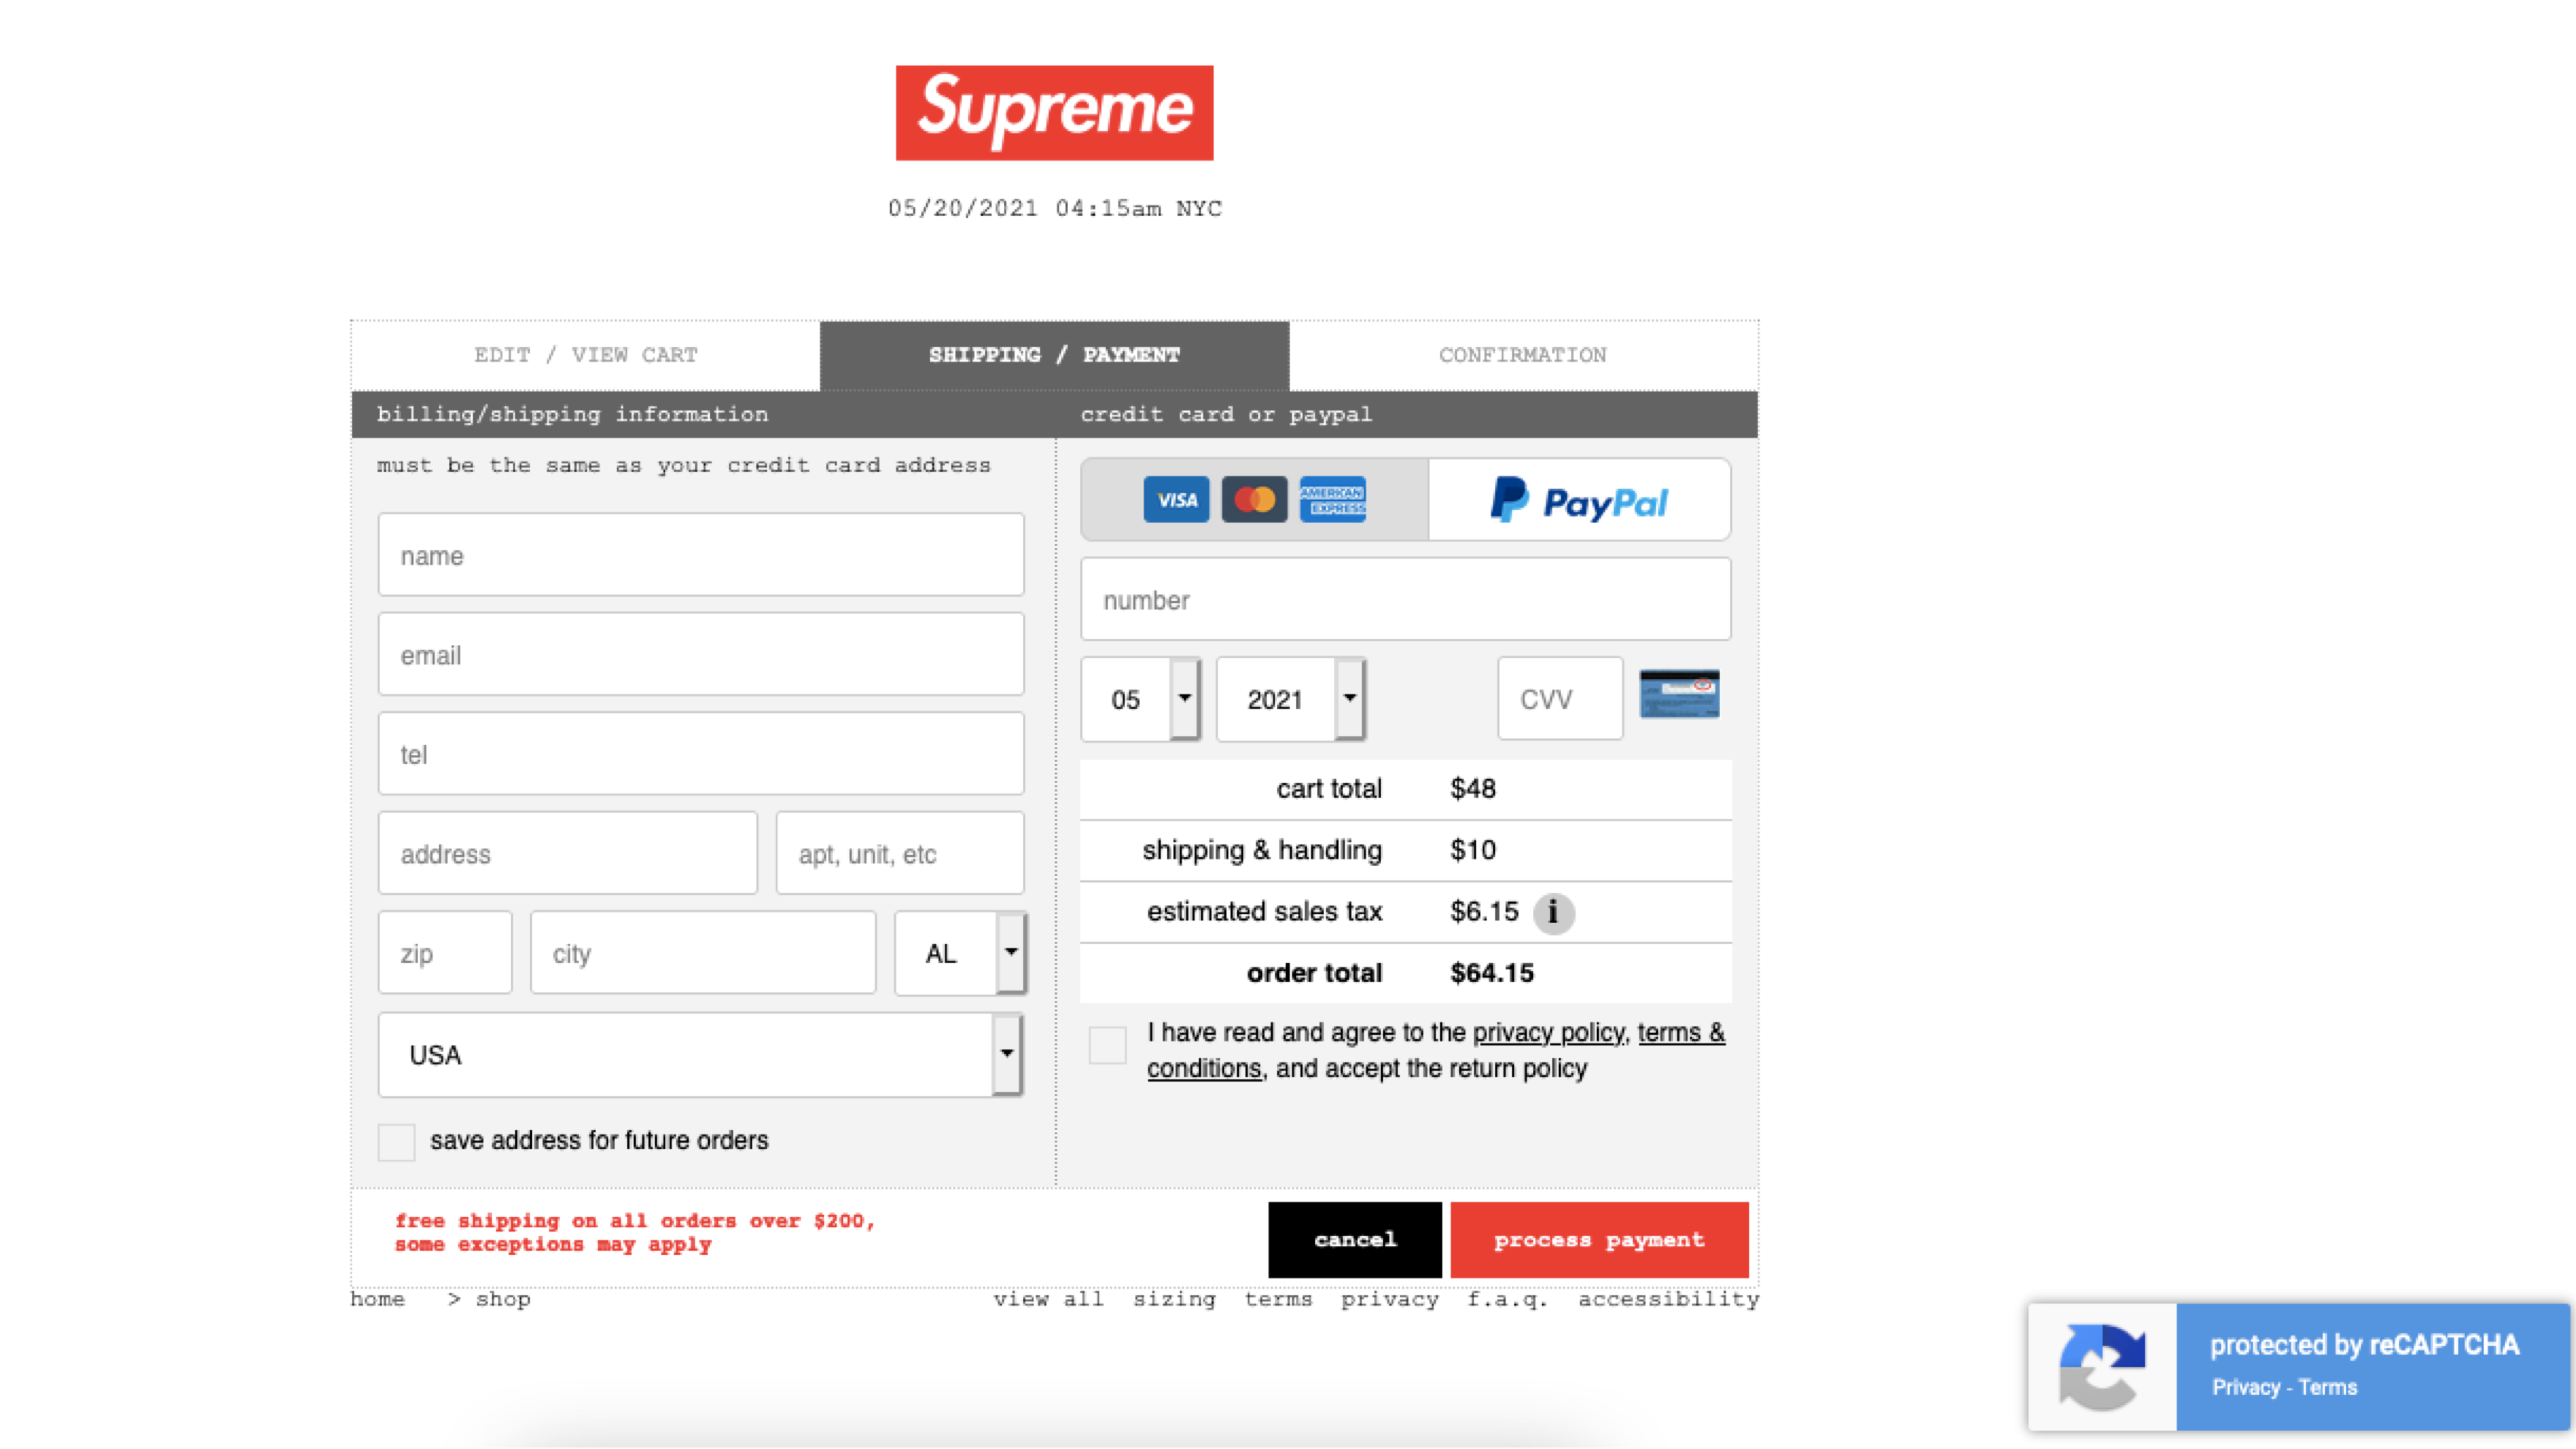 Supreme
05/20/2021 04:15am NYC
EDIT / VIEW CART
SHIPPING / PAYMENT
CONFIRMATION
billing/shipping information
must be the same as your credit card address
name
email
tel
address
apt, unit, etc
zip
city
AL
USA
save address for future orders
credit card or paypal
VISA
AMERICAN
EXPRESS
PayPal
number
05
2021
CVV
cart total $48
shipping & handling $10
estimated sales tax $6.15 i
order total $64.15
I have read and agree to the privacy policy, terms &
conditions, and accept the return policy
free shipping on all orders over $200,
some exceptions may apply
cancel
process payment
home > shop
view all sizing terms privacy f.a.q. accessibility
protected by reCAPTCHA
Privacy - Terms